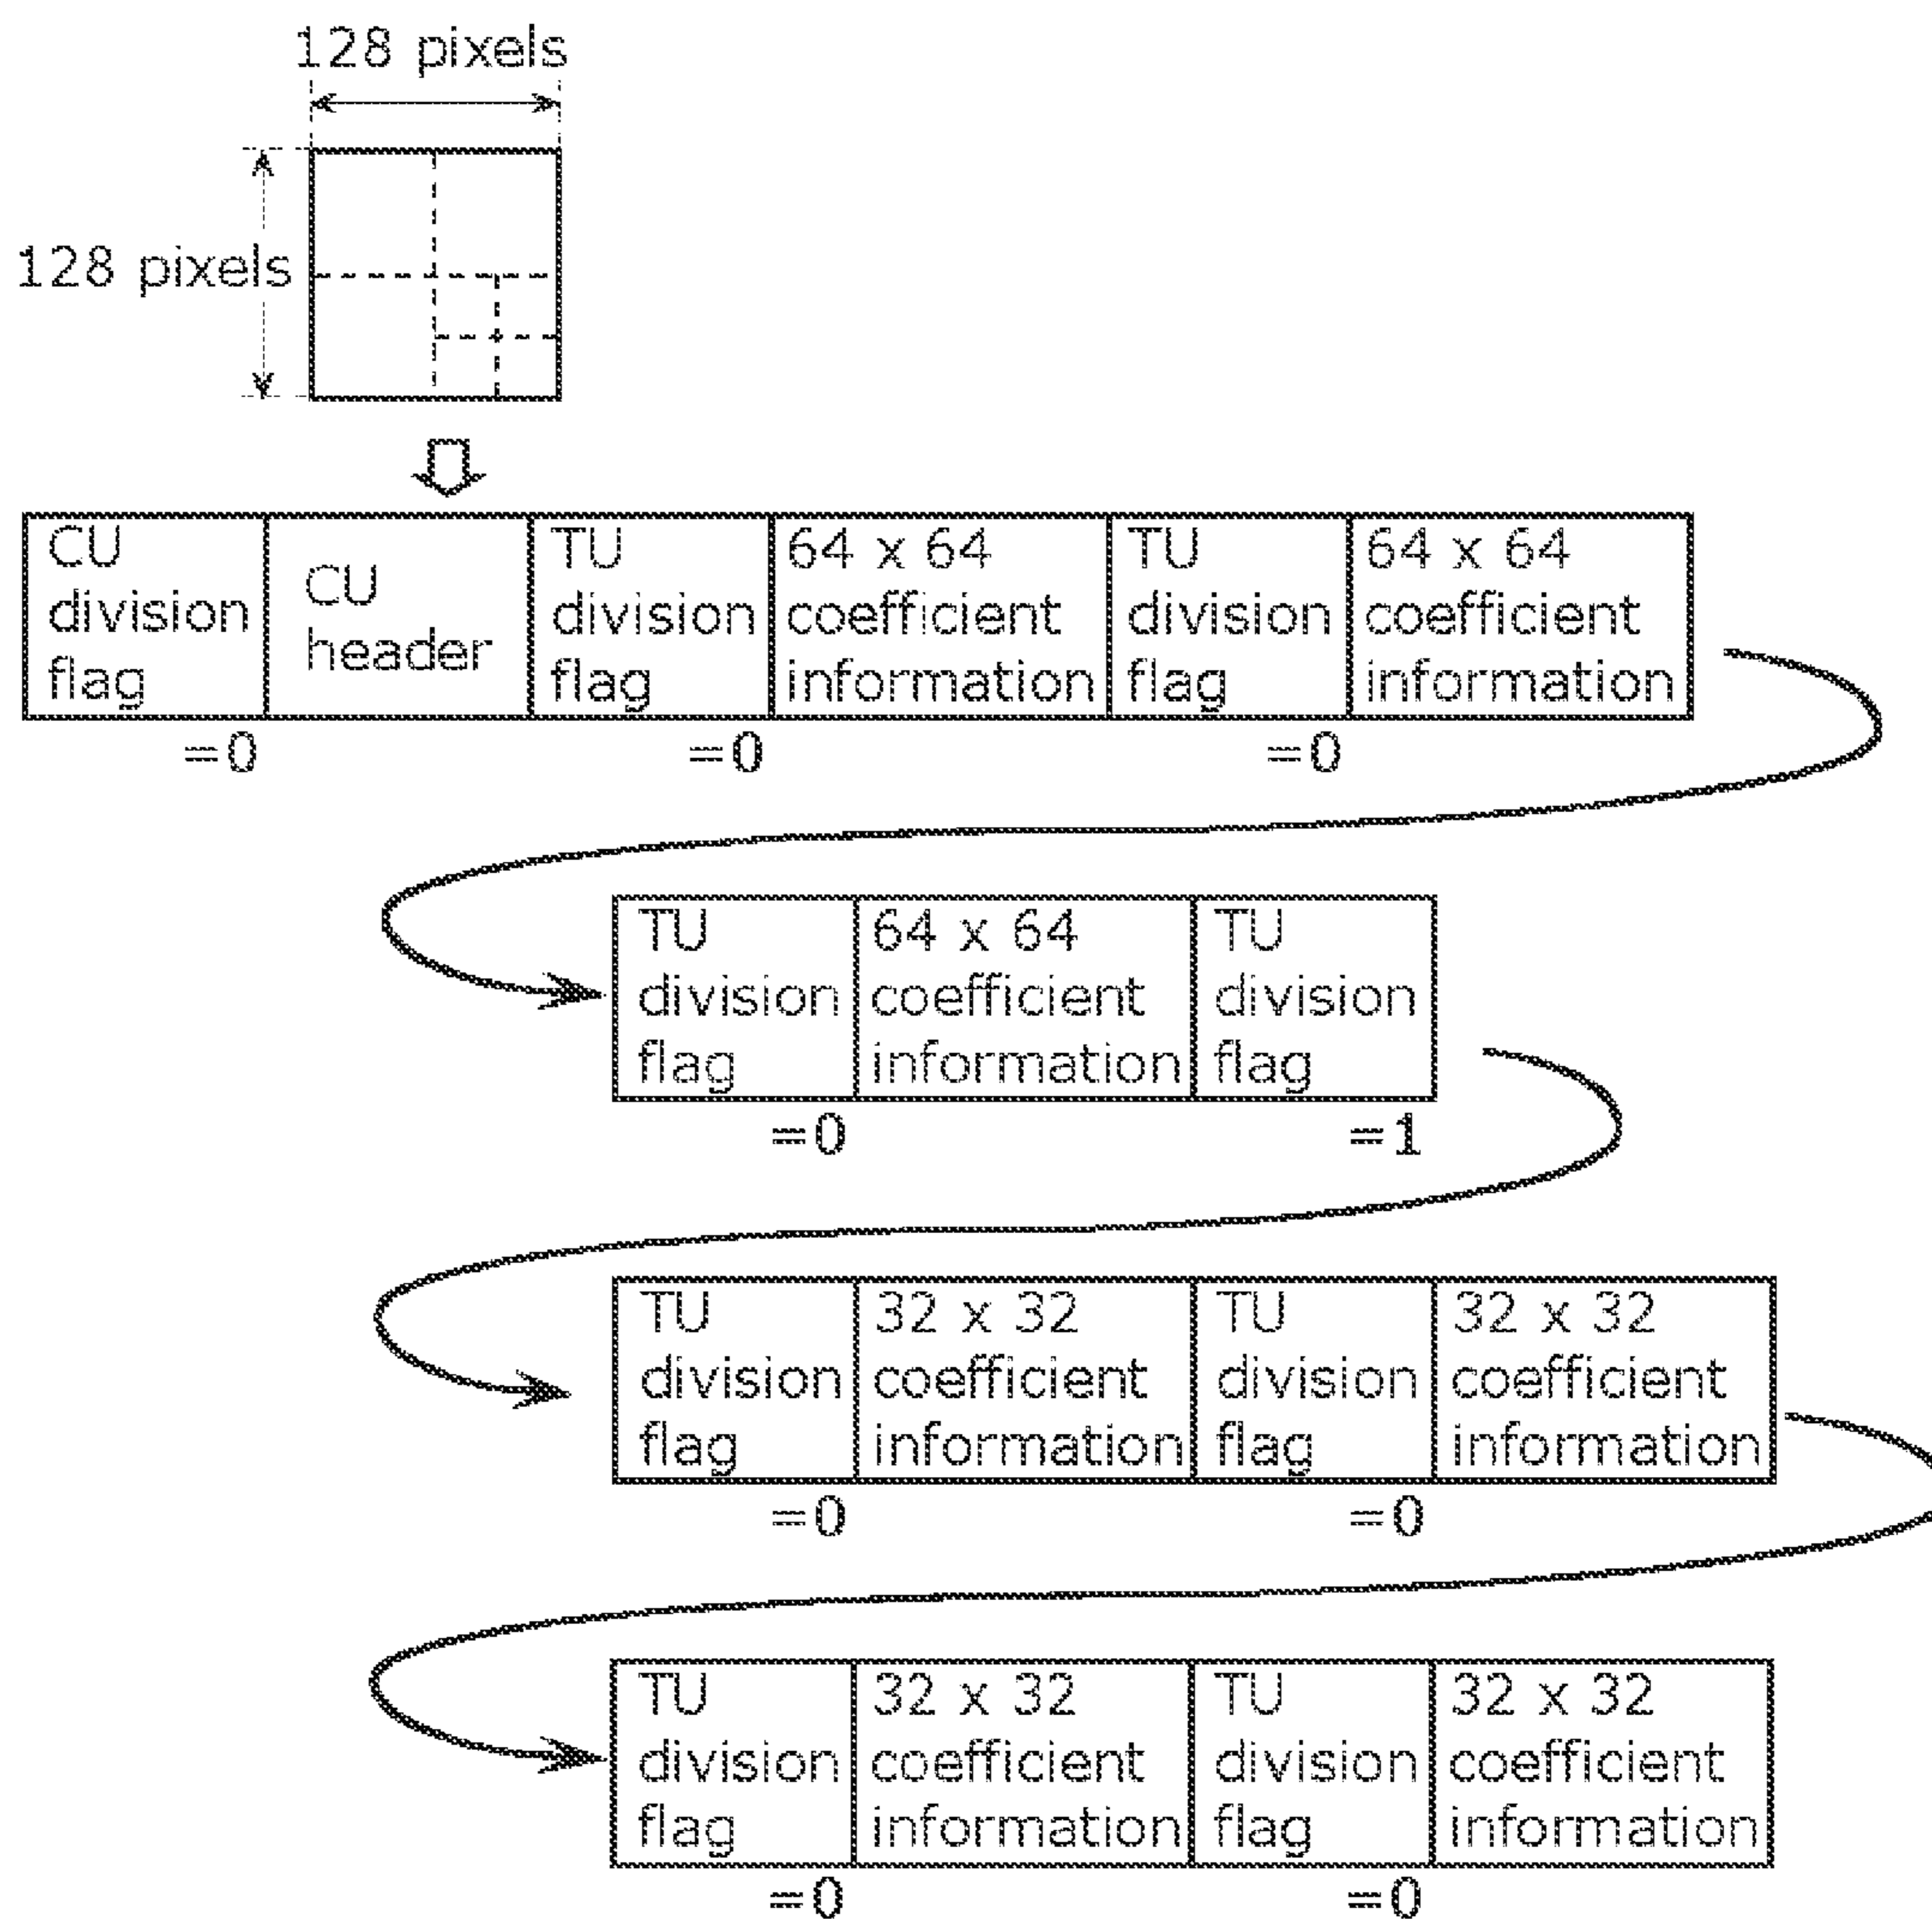 128 pixels
128 pixels
CU
division
flag
CU
header
TU
division
flag
64 x 64
coefficient
information
TU
division
flag
64 x 64
coefficient
information
=0
=0
=0
TU
division
flag
64 x 64
coefficient
information
TU
division
flag
=0
=1
TU
division
flag
32 x 32
coefficient
information
TU
division
flag
32 x 32
coefficient
information
=0
=0
TU
division
flag
32 x 32
coefficient
information
TU
division
flag
32 x 32
coefficient
information
=0
=0